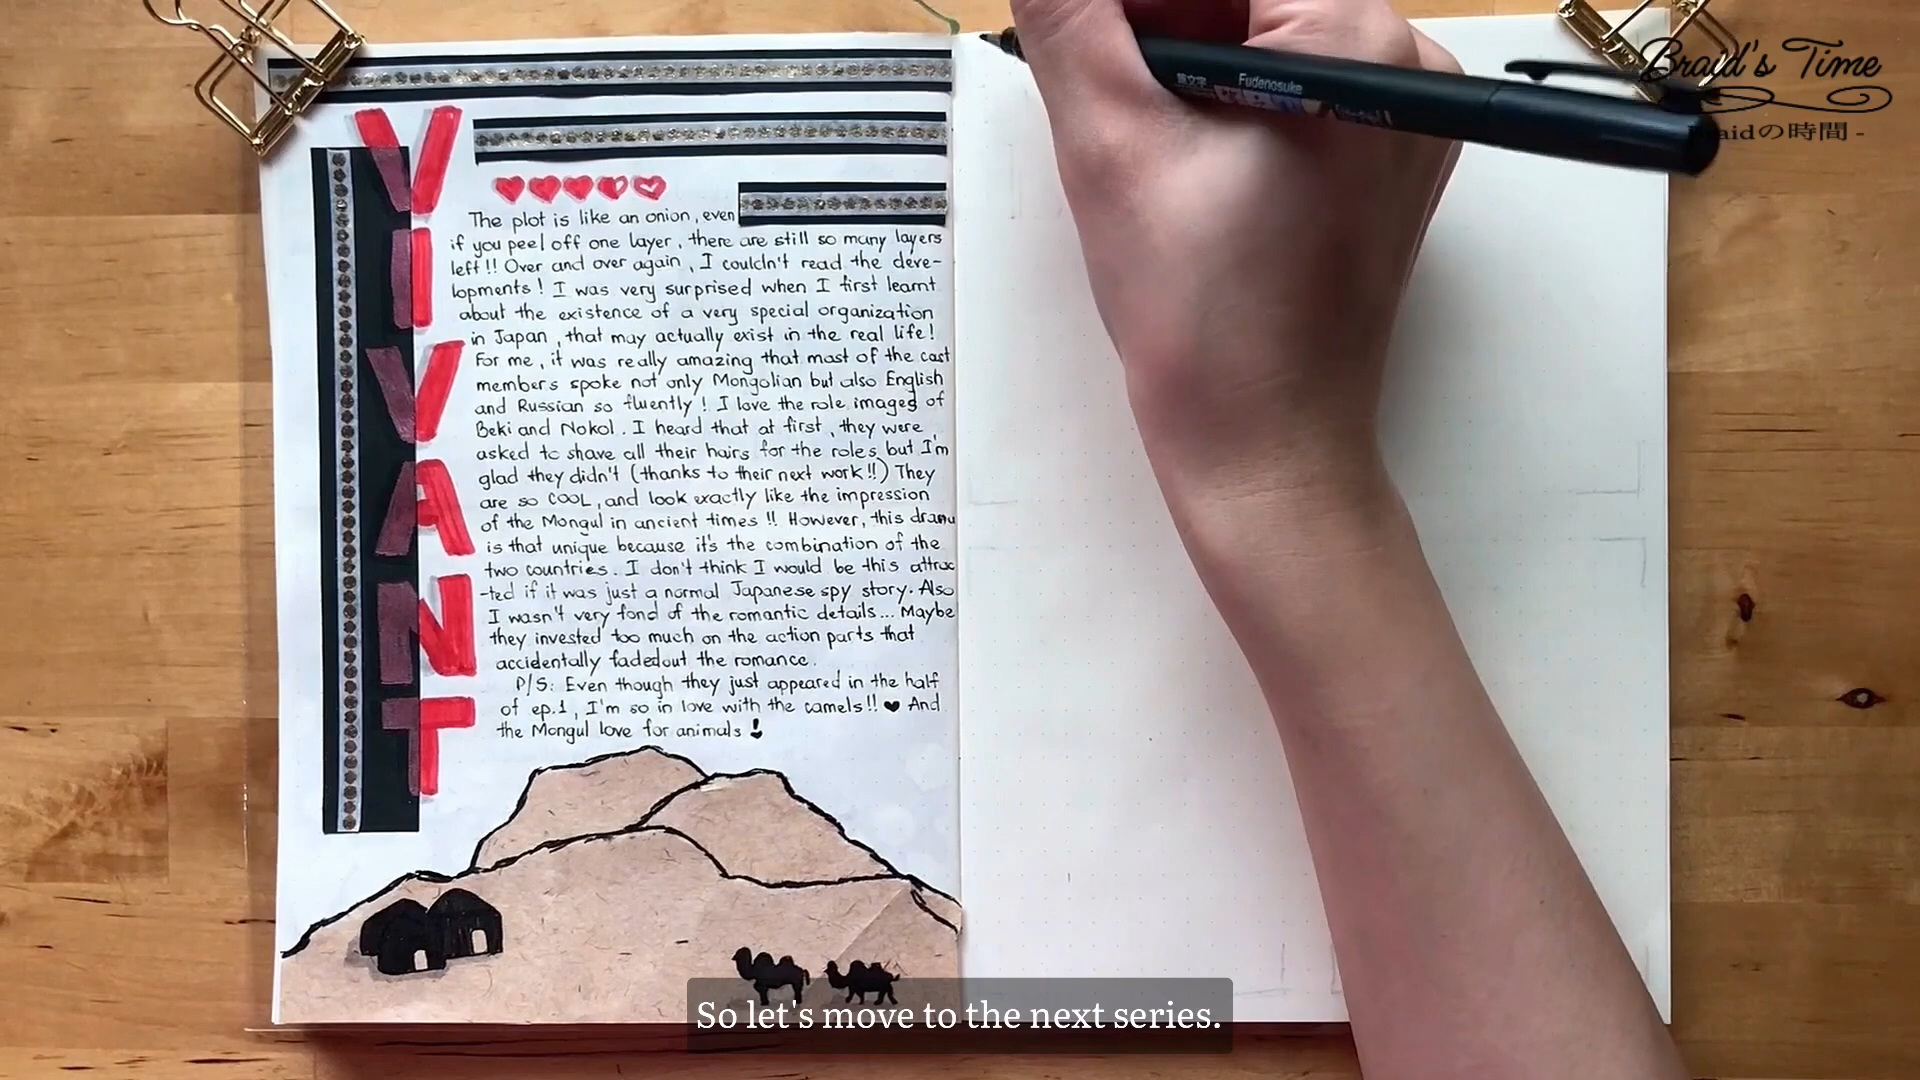 VIVANT
The plot is like an onion, even
if you peel off one layer, there are still so many layers
left!! Over and over again, I couldn't read the deve-
lopments! I was very surprised when I first learnt
about the existence of a very special organization
in Japan, that may actually exist in the real life!
For me, it was really amazing that most of the cast
members spoke not only Mongolian but also English
and Russian so fluently! I love the role images of
Beki and Nokol. I heard that at first, they were
asked to shave all their hairs for the roles, but I'm
glad they didn't (thanks to their next work!!) They
are so COOL, and look exactly like the impression
of the Mongul in ancient times!! However, this drama
is that unique because it's the combination of the
two countries. I don't think I would be this attrac
-ted if it was just a normal Japanese spy story. Also
I wasn't very fond of the romantic details... Maybe
they invested too much on the action parts that
accidentally fadedout the romance.
P/S: Even though they just appeared in the half
of ep.1, I'm so in love with the camels!! ♥ And
the Mongul love for animals!
Fudenosuke
Braid's Time
aidの時間 -
So let's move to the next series.